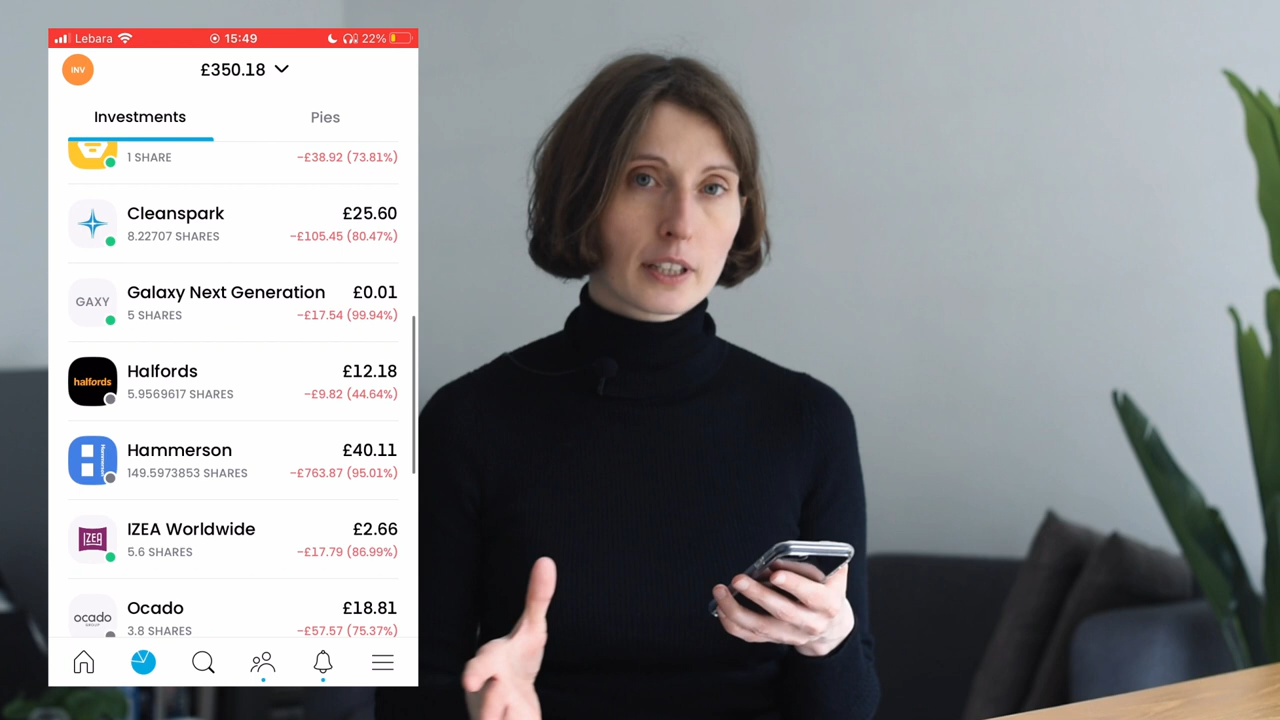 Lebara 15:49 22%
INV £350.18
Investments Pies
1 SHARE -£38.92 (73.81%)
Cleanspark £25.60
8.22707 SHARES -£105.45 (80.47%)
GAXY Galaxy Next Generation £0.01
5 SHARES -£17.54 (99.94%)
Halfords £12.18
halfords 5.9569617 SHARES -£9.82 (44.64%)
Hammerson £40.11
Hammerson 149.5973853 SHARES -£763.87 (95.01%)
IZEA Worldwide £2.66
IZEA 5.6 SHARES -£17.79 (86.99%)
Ocado £18.81
ocado GROUP 3.8 SHARES -£57.57 (75.37%)